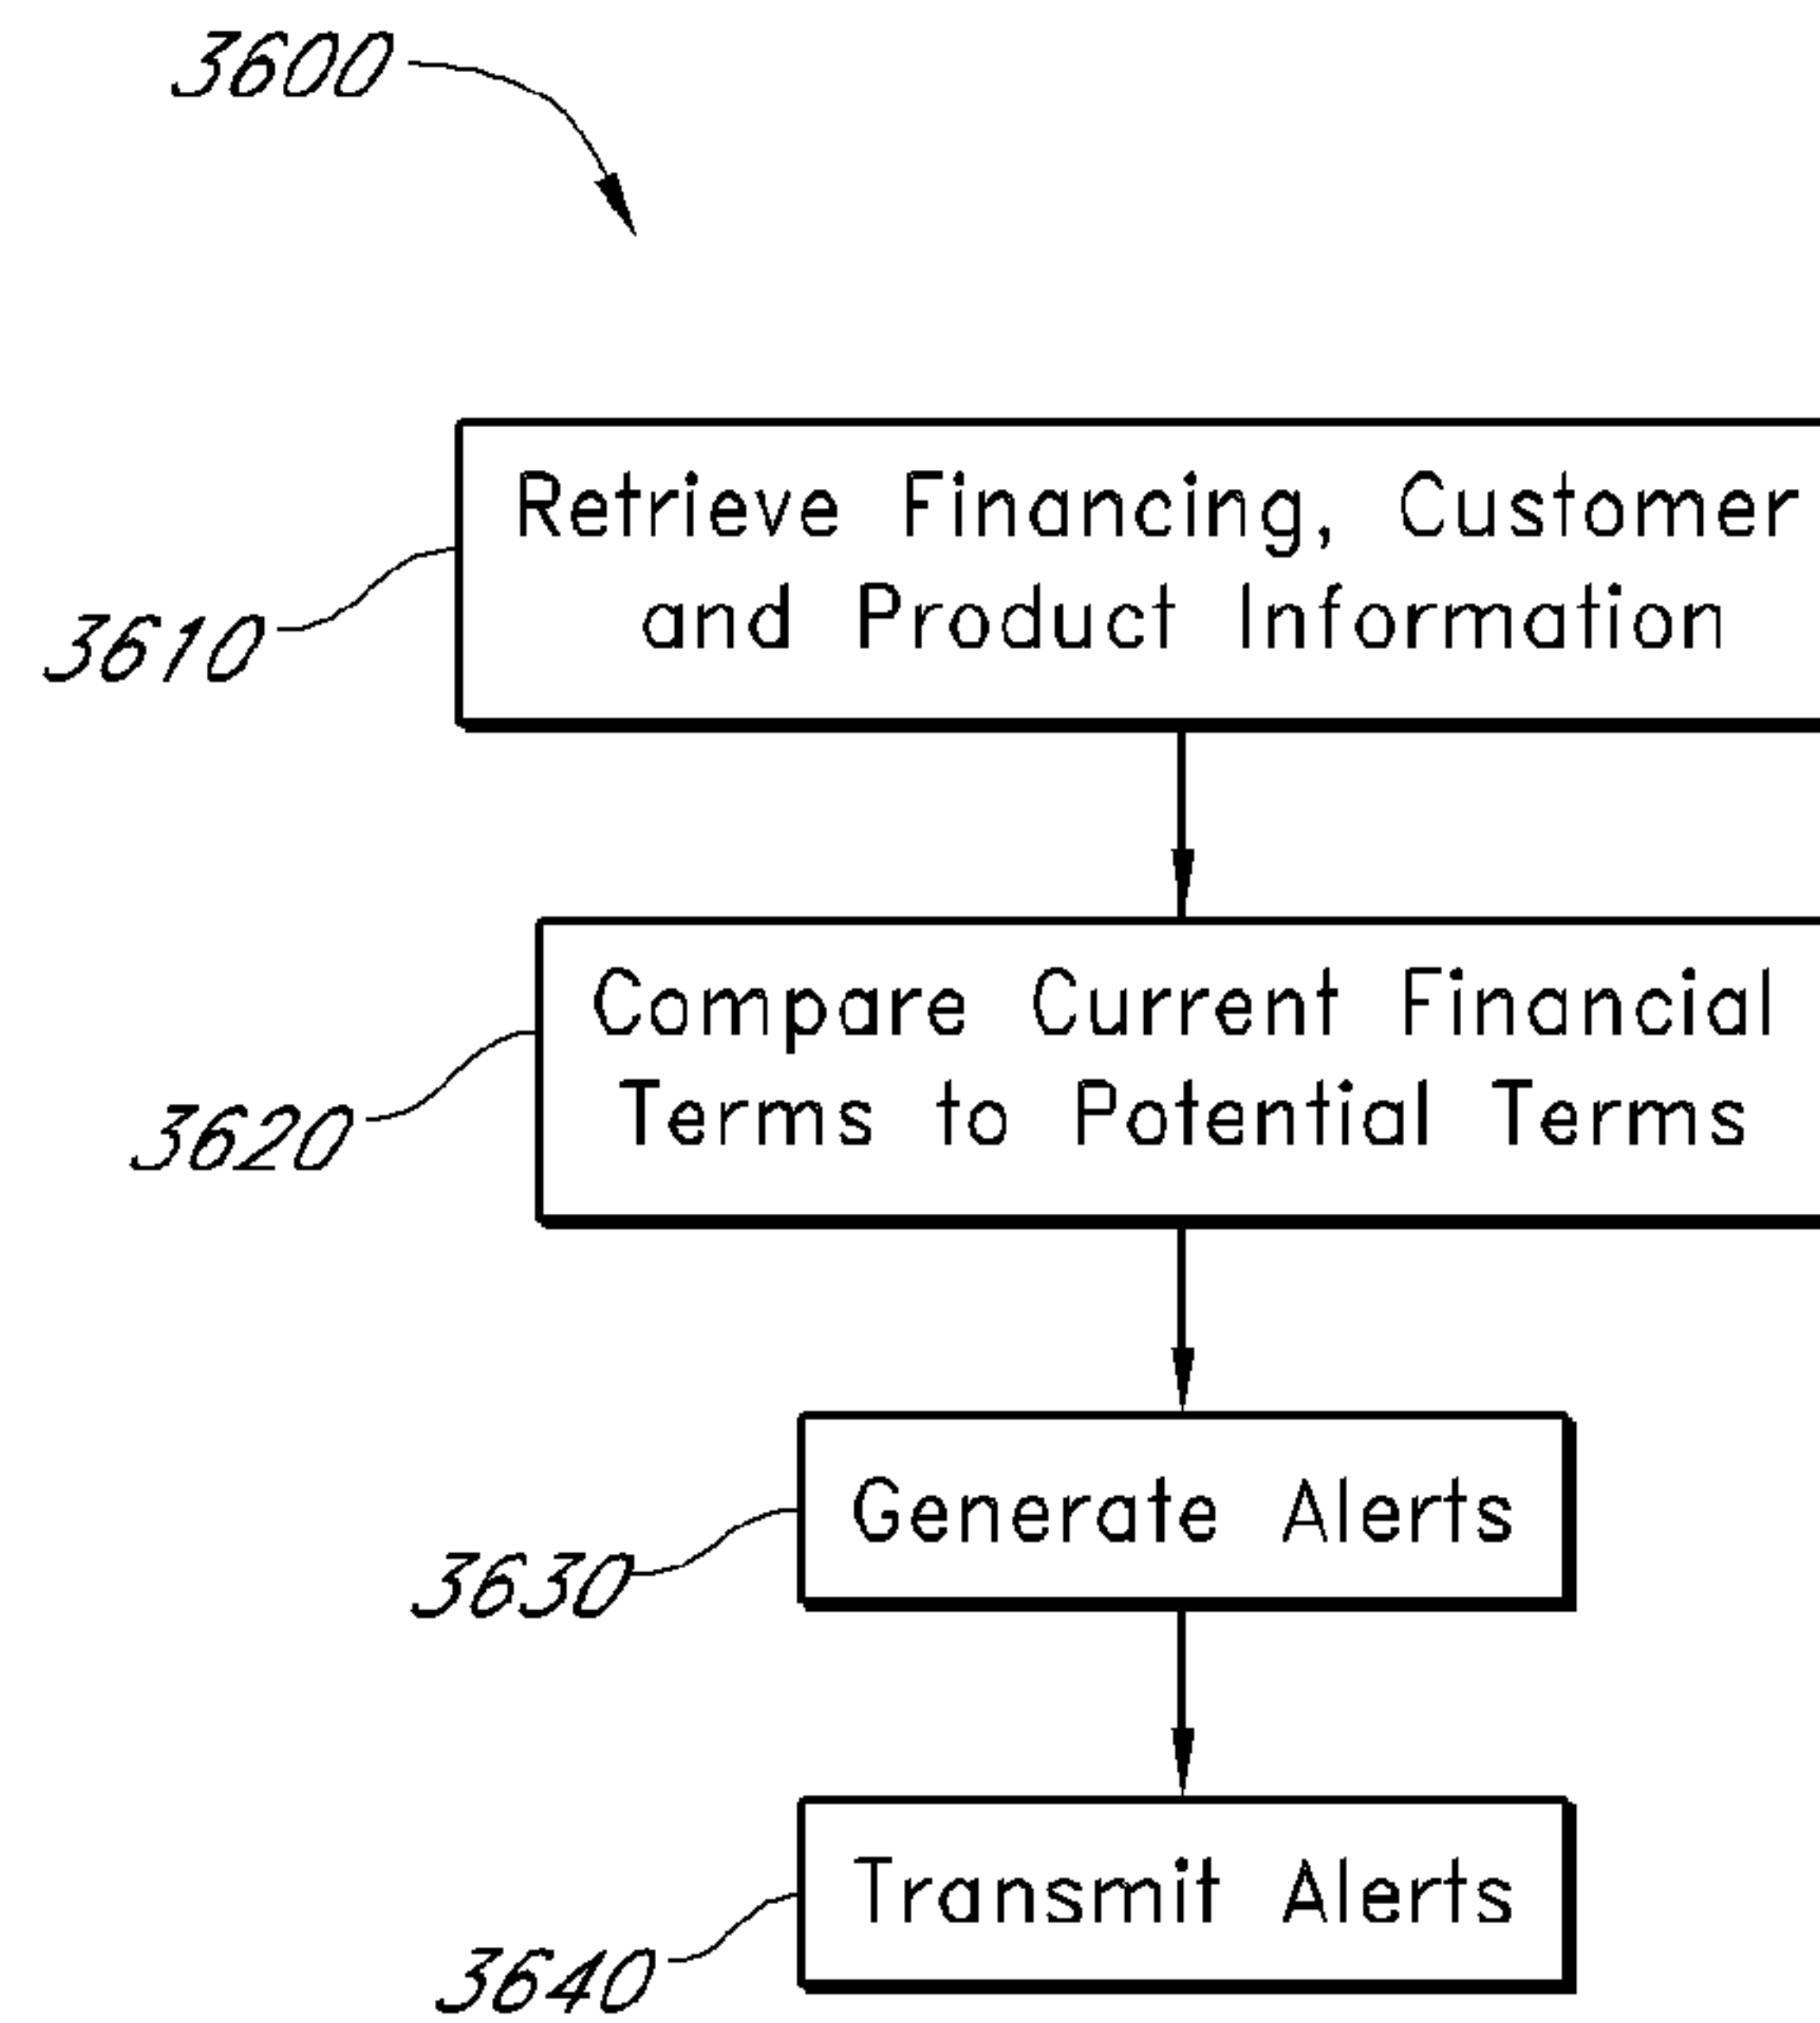 3600
Retrieve Financing, Customer
and Product Information
3610
Compare Current Financial
Terms to Potential Terms
3620
Generate Alerts
3630
Transmit Alerts
3640